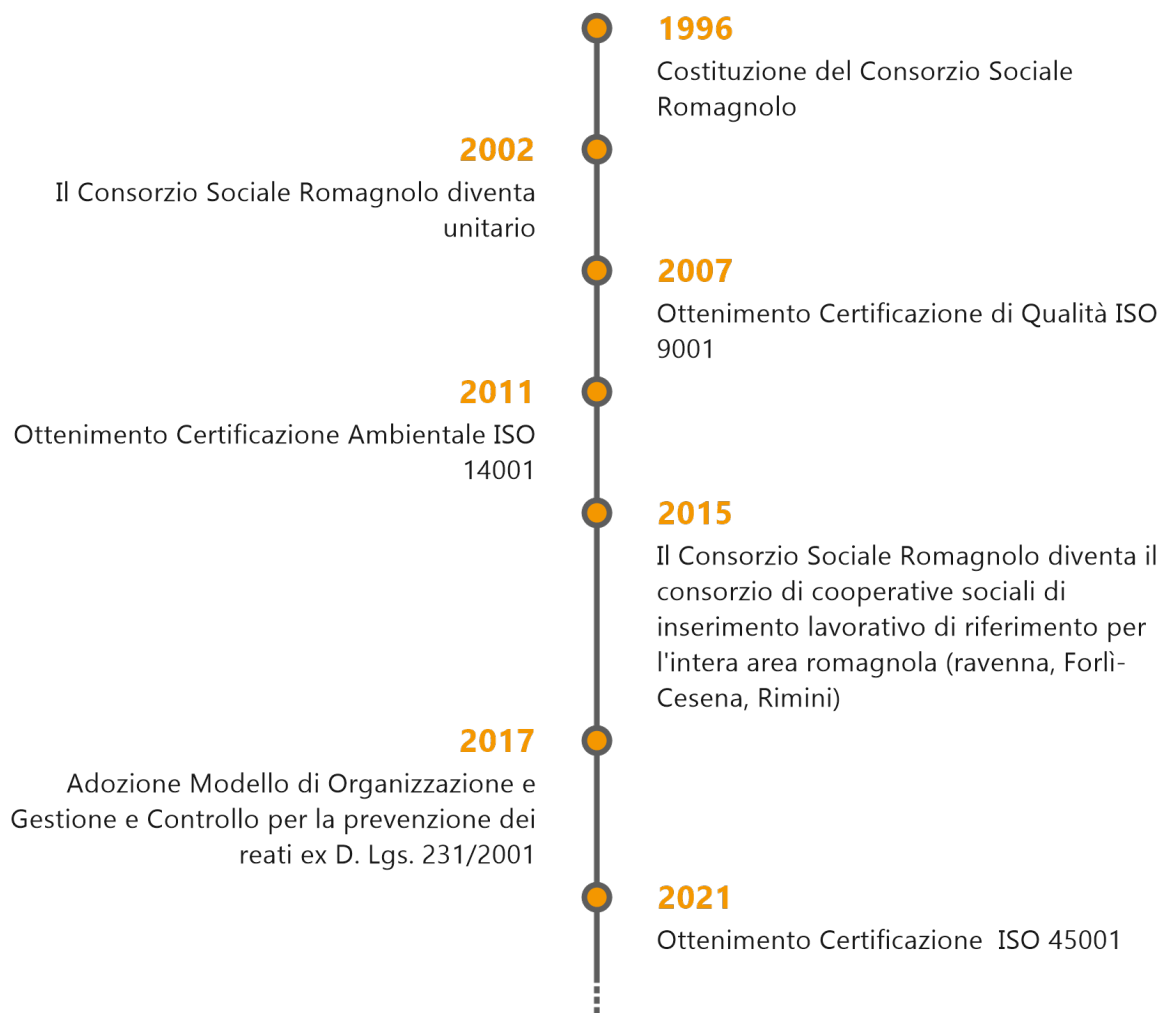 1996
Costituzione del Consorzio Sociale
Romagnolo
2002
Il Consorzio Sociale Romagnolo diventa
unitario
2007
Ottenimento Certificazione di Qualità ISO
9001
2011
Ottenimento Certificazione Ambientale ISO
14001
2015
Il Consorzio Sociale Romagnolo diventa il
consorzio di cooperative sociali di
inserimento lavorativo di riferimento per
l'intera area romagnola (ravenna, Forlì-
Cesena, Rimini)
2017
Adozione Modello di Organizzazione e
Gestione e Controllo per la prevenzione dei
reati ex D. Lgs. 231/2001
2021
Ottenimento Certificazione  ISO 45001